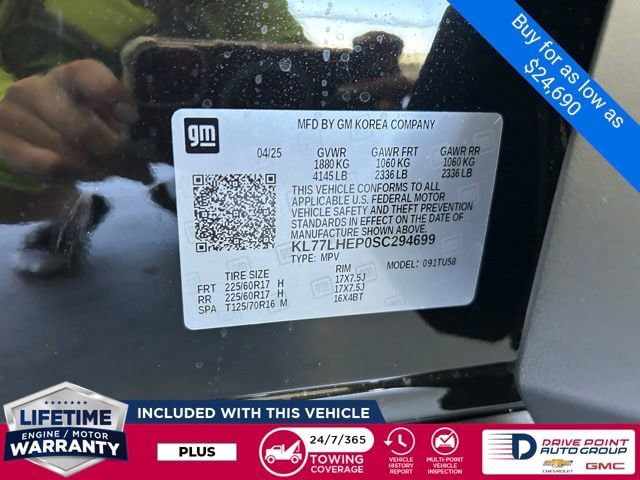 Buy for as low as
$24,690
gm
MFD BY GM KOREA COMPANY
04/25 GVWR GAWR FRT GAWR RR
1880 KG 1060 KG 1060 KG
4145 LB 2336 LB 2336 LB
THIS VEHICLE CONFORMS TO ALL
APPLICABLE U.S. FEDERAL MOTOR
VEHICLE SAFETY AND THEFT PREVENTION
STANDARDS IN EFFECT ON THE DATE OF
MANUFACTURE SHOWN ABOVE.
KL77LHEP0SC294699
TYPE: MPV MODEL: 091TU58
TIRE SIZE RIM
FRT 225/60R17 H 17X7.5J
RR 225/60R17 H 17X7.5J
SPA T125/70R16 M 16X4BT
LIFETIME
ENGINE / MOTOR
WARRANTY
INCLUDED WITH THIS VEHICLE
PLUS
24/7/365
TOWING
COVERAGE
VEHICLE
HISTORY
REPORT
MULTI-POINT
VEHICLE
INSPECTION
DRIVE POINT
AUTO GROUP
CHEVROLET
GMC